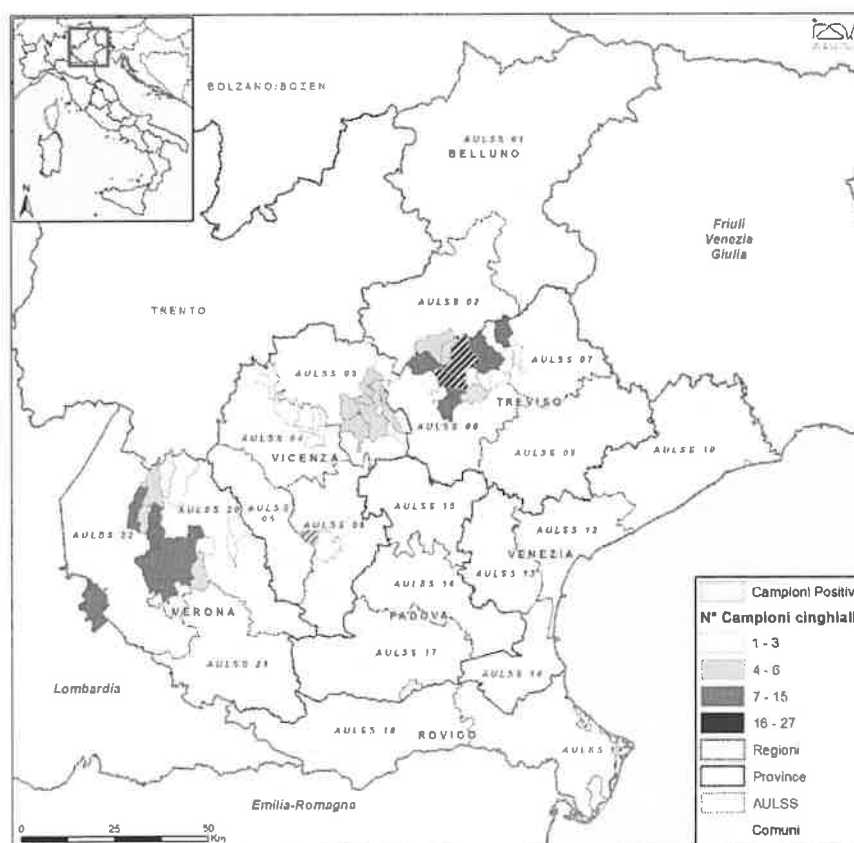 N
BOLZANO/BOZEN
AULSS 01
BELLUNO
Friuli
Venezia
Giulia
AULSS 02
TRENTO
AULSS 03
AULSS 07
TREVISO
AULSS 04
AULSS 08
VICENZA
AULSS 09
AULSS 10
AULSS 15
AULSS 20
AULSS 05
AULSS 06
AULSS 12
AULSS 22
VENEZIA
AULSS 13
AULSS 14
VERONA
PADOVA
AULSS 17
AULSS 21
Lombardia
AULSS 18
ROVIGO
AULSS
Emilia-Romagna
0 25 50
Km
Campioni Positiv
N° Campioni cinghiali
1 - 3
4 - 6
7 - 15
16 - 27
Regioni
Province
AULSS
Comuni